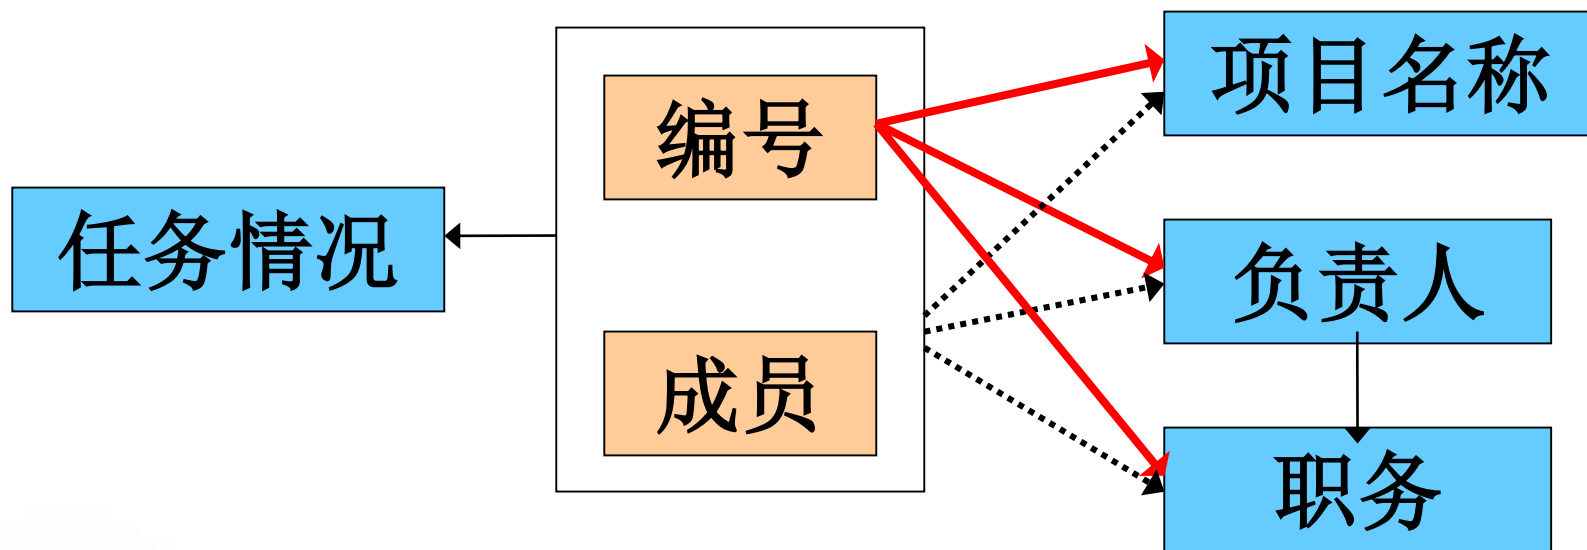 项目名称
编号
任务情况
负责人
成员
职务